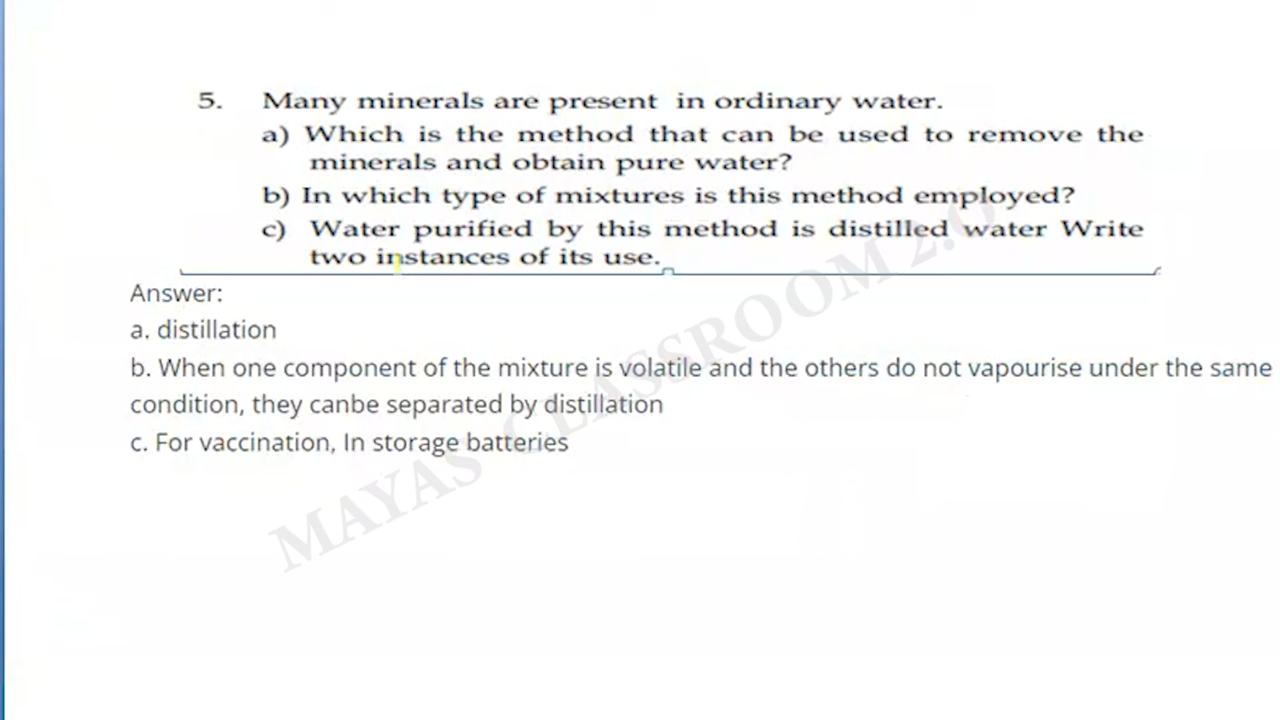 5. Many minerals are present in ordinary water.
a) Which is the method that can be used to remove the
minerals and obtain pure water?
b) In which type of mixtures is this method employed?
c) Water purified by this method is distilled water Write
two instances of its use.
Answer:
a. distillation
b. When one component of the mixture is volatile and the others do not vapourise under the same
condition, they canbe separated by distillation
c. For vaccination, In storage batteries
MAYAS CLASSROOM 2.0